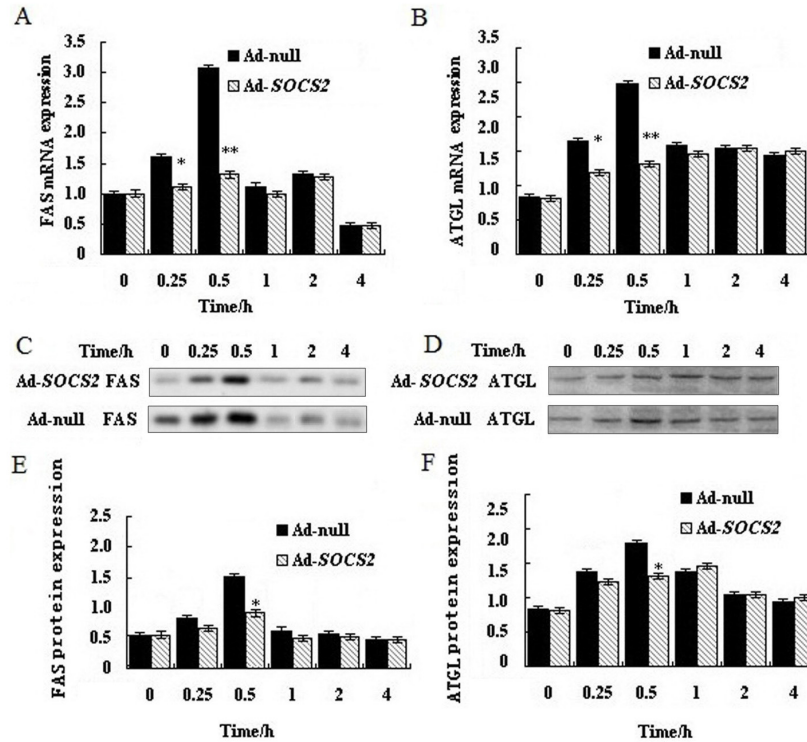 A
FAS mRNA expression
3.5
3.0
2.5
2.0
1.5
1.0
0.5
0
Ad-null
Ad-SOCS2
*
**
0 0.25 0.5 1 2 4
Time/h
B
ATGL mRNA expression
3.5
3.0
2.5
2.0
1.5
1.0
0.5
0
Ad-null
Ad-SOCS2
*
**
0 0.25 0.5 1 2 4
Time/h
C
Time/h 0 0.25 0.5 1 2 4
Ad-SOCS2 FAS
Ad-null FAS
D
Time/h 0 0.25 0.5 1 2 4
Ad-SOCS2 ATGL
Ad-null ATGL
E
FAS protein expression
2.5
2.0
1.5
1.0
0.5
0
Ad-null
Ad-SOCS2
*
0 0.25 0.5 1 2 4
Time/h
F
ATGL protein expression
2.5
2.0
1.5
1.0
0.5
0
Ad-null
Ad-SOCS2
*
0 0.25 0.5 1 2 4
Time/h